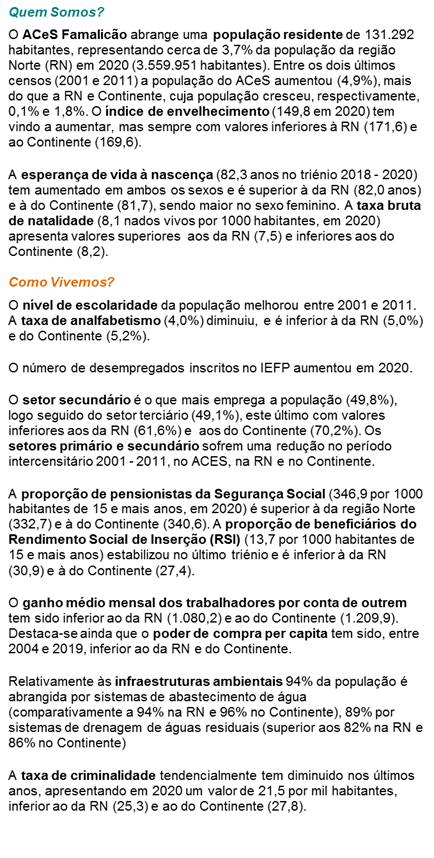 Quem Somos?
O ACeS Famalicão abrange uma população residente de 131.292
habitantes, representando cerca de 3,7% da população da região
Norte (RN) em 2020 (3.559.951 habitantes). Entre os dois últimos
censos (2001 e 2011) a população do ACeS aumentou (4,9%), mais
do que a RN e Continente, cuja população cresceu, respectivamente,
0,1% e 1,8%. O índice de envelhecimento (149,8 em 2020) tem
vindo a aumentar, mas sempre com valores inferiores à RN (171,6) e
ao Continente (169,6).
A esperança de vida à nascença (82,3 anos no triénio 2018 - 2020)
tem aumentado em ambos os sexos e é superior à da RN (82,0 anos)
e à do Continente (81,7), sendo maior no sexo feminino. A taxa bruta
de natalidade (8,1 nados vivos por 1000 habitantes, em 2020)
apresenta valores superiores aos da RN (7,5) e inferiores aos do
Continente (8,2).
Como Vivemos?
O nível de escolaridade da população melhorou entre 2001 e 2011.
A taxa de analfabetismo (4,0%) diminuiu, e é inferior à da RN (5,0%)
e do Continente (5,2%).
O número de desempregados inscritos no IEFP aumentou em 2020.
O setor secundário é o que mais emprega a população (49,8%),
logo seguido do setor terciário (49,1%), este último com valores
inferiores aos da RN (61,6%) e aos do Continente (70,2%). Os
setores primário e secundário sofrem uma redução no período
intercensitário 2001 - 2011, no ACES, na RN e no Continente.
A proporção de pensionistas da Segurança Social (346,9 por 1000
habitantes de 15 e mais anos, em 2020) é superior à da região Norte
(332,7) e à do Continente (340,6). A proporção de beneficiários do
Rendimento Social de Inserção (RSI) (13,7 por 1000 habitantes de
15 e mais anos) estabilizou no último triénio e é inferior à da RN
(30,9) e à do Continente (27,4).
O ganho médio mensal dos trabalhadores por conta de outrem
tem sido inferior ao da RN (1.080,2) e ao do Continente (1.209,9).
Destaca-se ainda que o poder de compra per capita tem sido, entre
2004 e 2019, inferior ao da RN e do Continente.
Relativamente às infraestruturas ambientais 94% da população é
abrangida por sistemas de abastecimento de água
(comparativamente a 94% na RN e 96% no Continente), 89% por
sistemas de drenagem de águas residuais (superior aos 82% na RN e
86% no Continente)
A taxa de criminalidade tendencialmente tem diminuido nos últimos
anos, apresentando em 2020 um valor de 21,5 por mil habitantes,
inferior ao da RN (25,3) e ao do Continente (27,8).